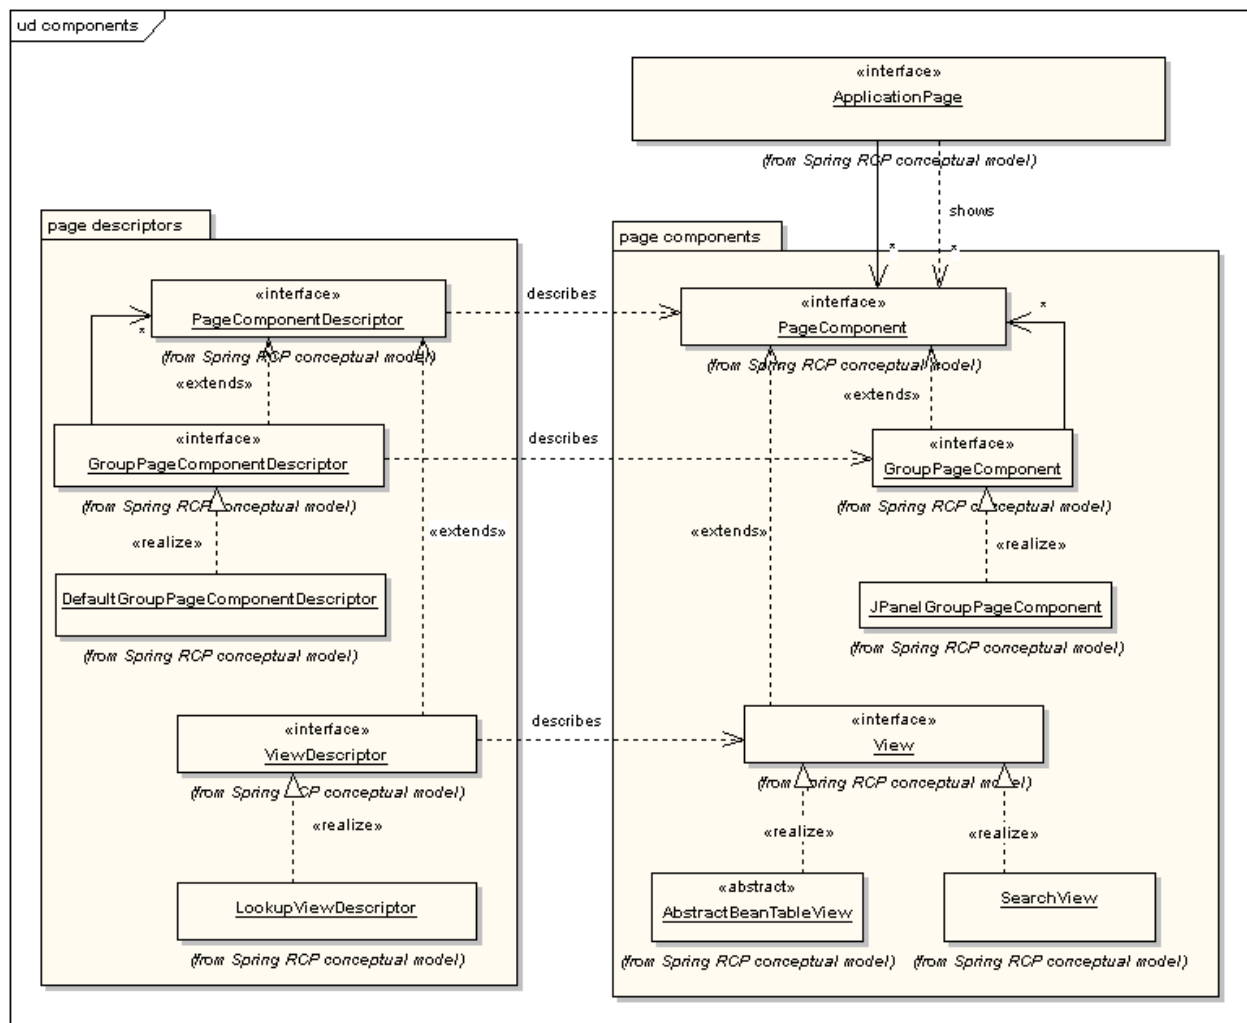 ud components
«interface»
ApplicationPage
(from Spring RCP conceptual model)
shows
*
*
page descriptors
«interface»
PageComponentDescriptor
*
(from Spring RCP conceptual model)
«extends»
«interface»
GroupPageComponentDescriptor
(from Spring RCP conceptual model)
«extends»
«realize»
DefaultGroupPageComponentDescriptor
(from Spring RCP conceptual model)
«interface»
ViewDescriptor
(from Spring RCP conceptual model)
«realize»
LookupViewDescriptor
(from Spring RCP conceptual model)
describes
describes
describes
page components
«interface»
PageComponent
*
(from Spring RCP conceptual model)
«extends»
«interface»
GroupPageComponent
(from Spring RCP conceptual model)
«extends»
«realize»
JPanelGroupPageComponent
(from Spring RCP conceptual model)
«interface»
View
(from Spring RCP conceptual model)
«realize»
«realize»
«abstract»
AbstractBeanTableView
(from Spring RCP conceptual model)
SearchView
(from Spring RCP conceptual model)